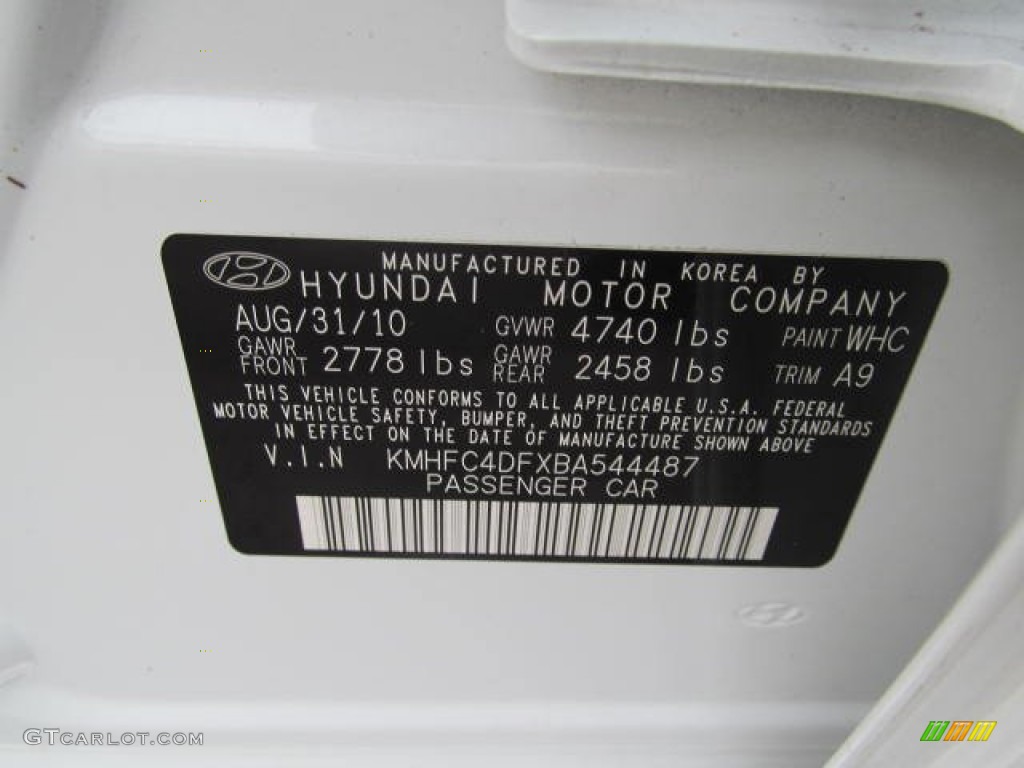 MANUFACTURED IN KOREA BY
HYUNDAI MOTOR COMPANY
AUG/31/10 GVWR 4740 lbs PAINT WHC
GAWR FRONT 2778 lbs GAWR REAR 2458 lbs TRIM A9
THIS VEHICLE CONFORMS TO ALL APPLICABLE U.S.A. FEDERAL
MOTOR VEHICLE SAFETY, BUMPER, AND THEFT PREVENTION STANDARDS
IN EFFECT ON THE DATE OF MANUFACTURE SHOWN ABOVE
V.I.N KMHFC4DFXBA544487
PASSENGER CAR
GTCARLOT.COM